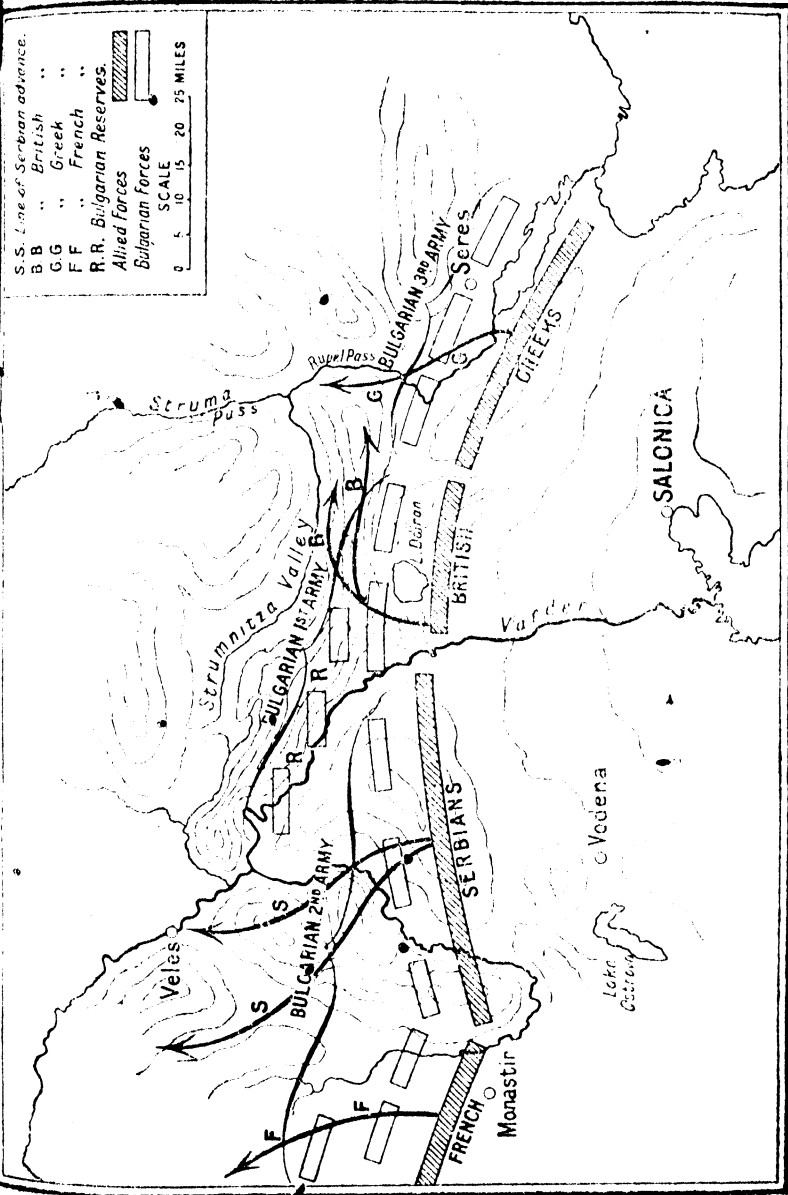 S.S. Line of Serbian advance.
B B ,, British ,,
G.G ,, Greek ,,
F F ,, French ,,
R.R. Bulgarian Reserves.
Allied Forces
Bulgarian Forces
SCALE
0 5 10 15 20 25 MILES
Struma
Pass
Rupel Pass
BULGARIAN 3RD ARMY
Seres
G
G
GREEKS
Strumnitza Valley
B
B
BULGARIAN 1ST ARMY
L. Doiran
BRITISH
SALONICA
Vardar
R
R
Veles
S
S
BULGARIAN 2ND ARMY
SERBIANS
Vodena
Lake
Ostrovo
F
F
FRENCH
Monastir